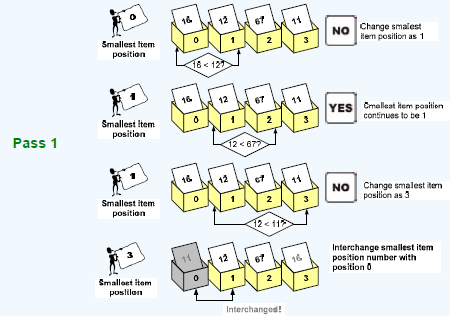 0
16 12 67 11
0 1 2 3
Smallest item
position
16 < 12?
NO
Change smallest
item position as 1
1
16 12 67 11
0 1 2 3
Smallest item
position
12 < 67?
YES
Smallest item position
continues to be 1
Pass 1
1
16 12 67 11
0 1 2 3
Smallest item
position
12 < 11?
NO
Change smallest item
position as 3
3
11 12 67 16
0 1 2 3
Smallest item
position
Interchange smallest item
position number with
position 0
Interchanged!